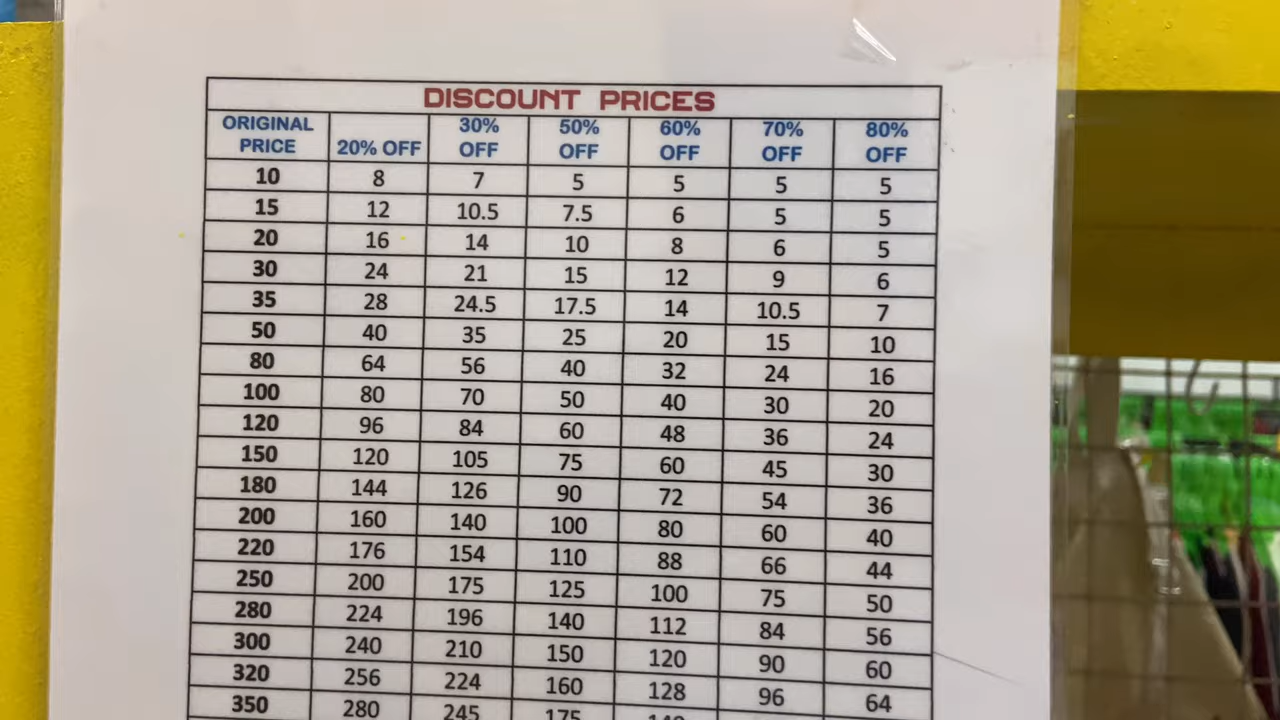 DISCOUNT PRICES
ORIGINAL PRICE 20% OFF 30% OFF 50% OFF 60% OFF 70% OFF 80% OFF
10 8 7 5 5 5 5
15 12 10.5 7.5 6 5 5
20 16 14 10 8 6 5
30 24 21 15 12 9 6
35 28 24.5 17.5 14 10.5 7
50 40 35 25 20 15 10
80 64 56 40 32 24 16
100 80 70 50 40 30 20
120 96 84 60 48 36 24
150 120 105 75 60 45 30
180 144 126 90 72 54 36
200 160 140 100 80 60 40
220 176 154 110 88 66 44
250 200 175 125 100 75 50
280 224 196 140 112 84 56
300 240 210 150 120 90 60
320 256 224 160 128 96 64
350 280 245 175